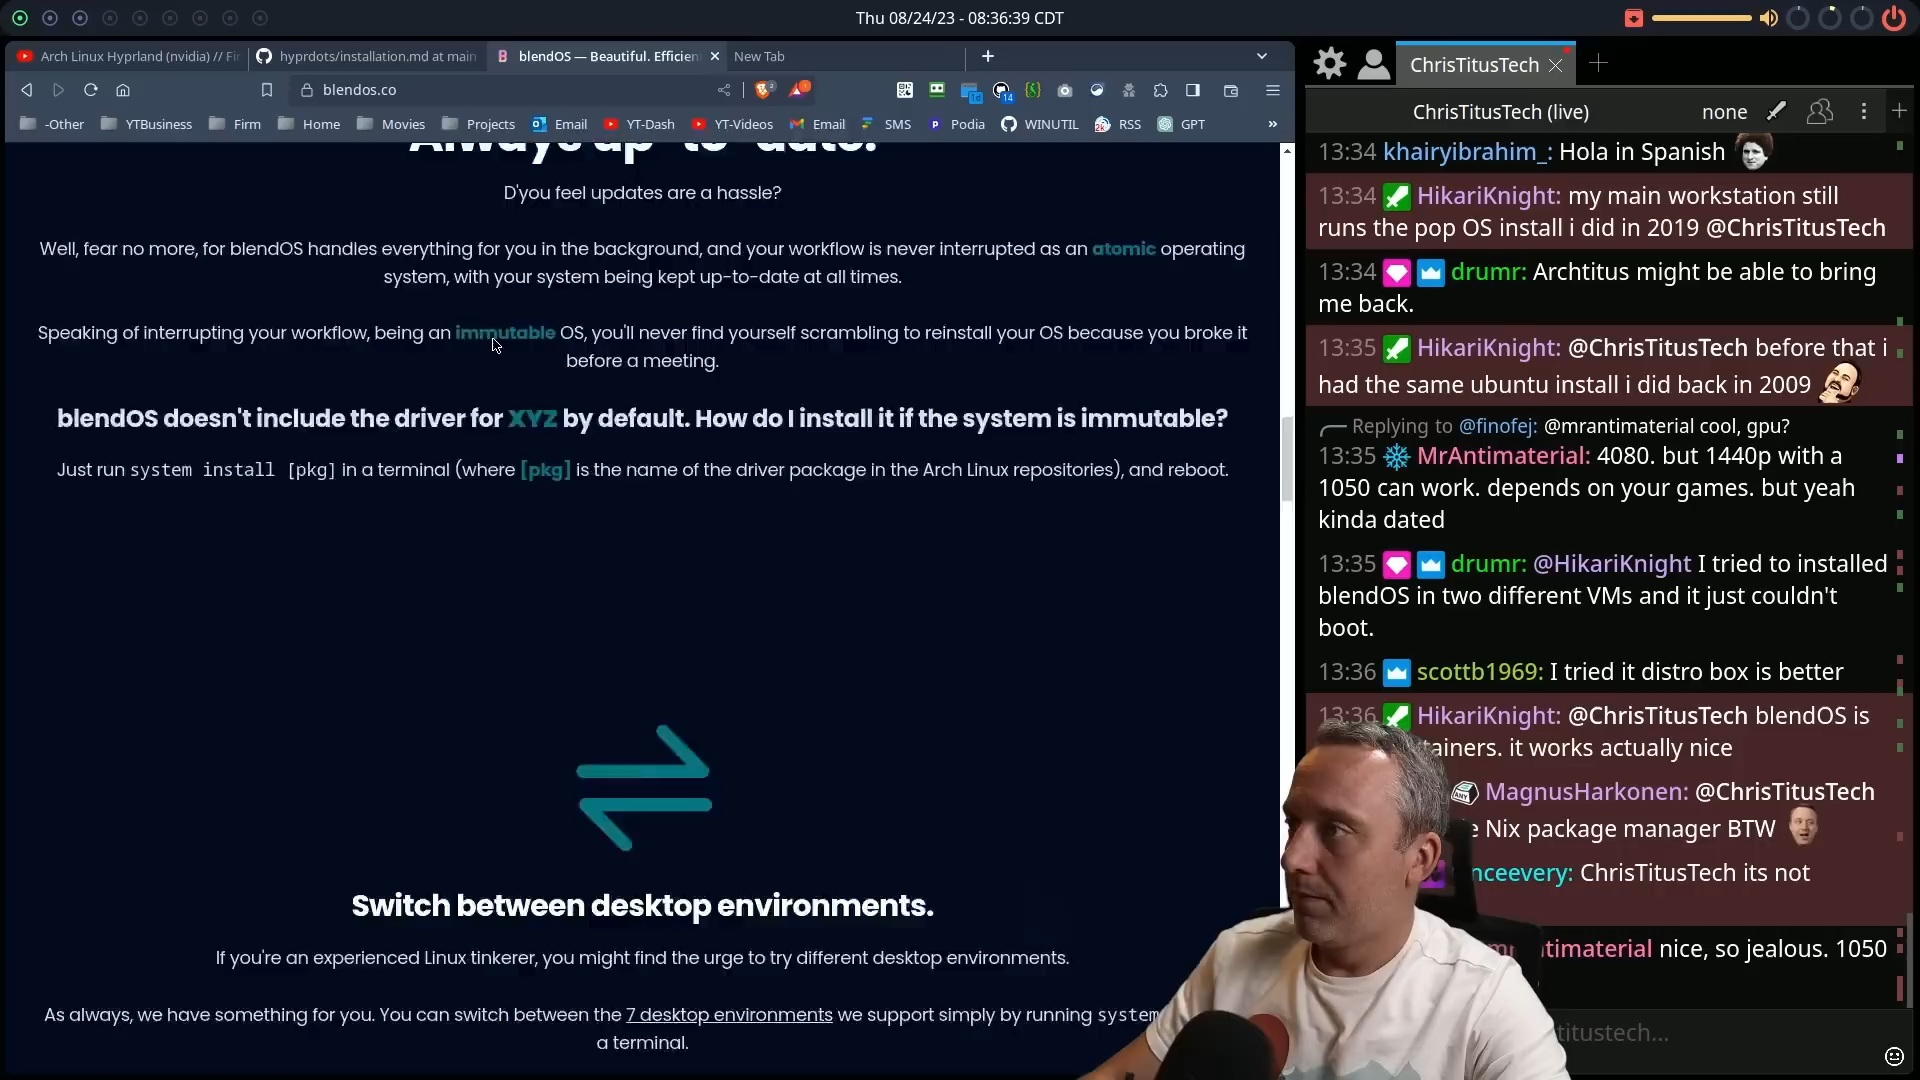 Thu 08/24/23 - 08:36:39 CDT
Arch Linux Hyprland (nvidia) // Fi
hyprdots/installation.md at main
blendOS — Beautiful. Efficien
New Tab
blendos.co
-Other
YTBusiness
Firm
Home
Movies
Projects
Email
YT-Dash
YT-Videos
Email
SMS
Podia
WINUTIL
RSS
GPT
»
Always up-to-date.
D'you feel updates are a hassle?
Well, fear no more, for blendOS handles everything for you in the background, and your workflow is never interrupted as an atomic operating
system, with your system being kept up-to-date at all times.
Speaking of interrupting your workflow, being an immutable OS, you'll never find yourself scrambling to reinstall your OS because you broke it
before a meeting.
blendOS doesn't include the driver for XYZ by default. How do I install it if the system is immutable?
Just run system install [pkg] in a terminal (where [pkg] is the name of the driver package in the Arch Linux repositories), and reboot.
Switch between desktop environments.
If you're an experienced Linux tinkerer, you might find the urge to try different desktop environments.
As always, we have something for you. You can switch between the 7 desktop environments we support simply by running system
a terminal.
ChrisTitusTech
ChrisTitusTech (live)
none
13:34 khairyibrahim_: Hola in Spanish
13:34 HikariKnight: my main workstation still
runs the pop OS install i did in 2019 @ChrisTitusTech
13:34 drumr: Archtitus might be able to bring
me back.
13:35 HikariKnight: @ChrisTitusTech before that i
had the same ubuntu install i did back in 2009
Replying to @finofej: @mrantimaterial cool, gpu?
13:35 MrAntimaterial: 4080. but 1440p with a
1050 can work. depends on your games. but yeah
kinda dated
13:35 drumr: @HikariKnight I tried to installed
blendOS in two different VMs and it just couldn't
boot.
13:36 scottb1969: I tried it distro box is better
13:36 HikariKnight: @ChrisTitusTech blendOS is
tainers. it works actually nice
MagnusHarkonen: @ChrisTitusTech
Nix package manager BTW
nceevery: ChrisTitusTech its not
timaterial nice, so jealous. 1050
titustech...